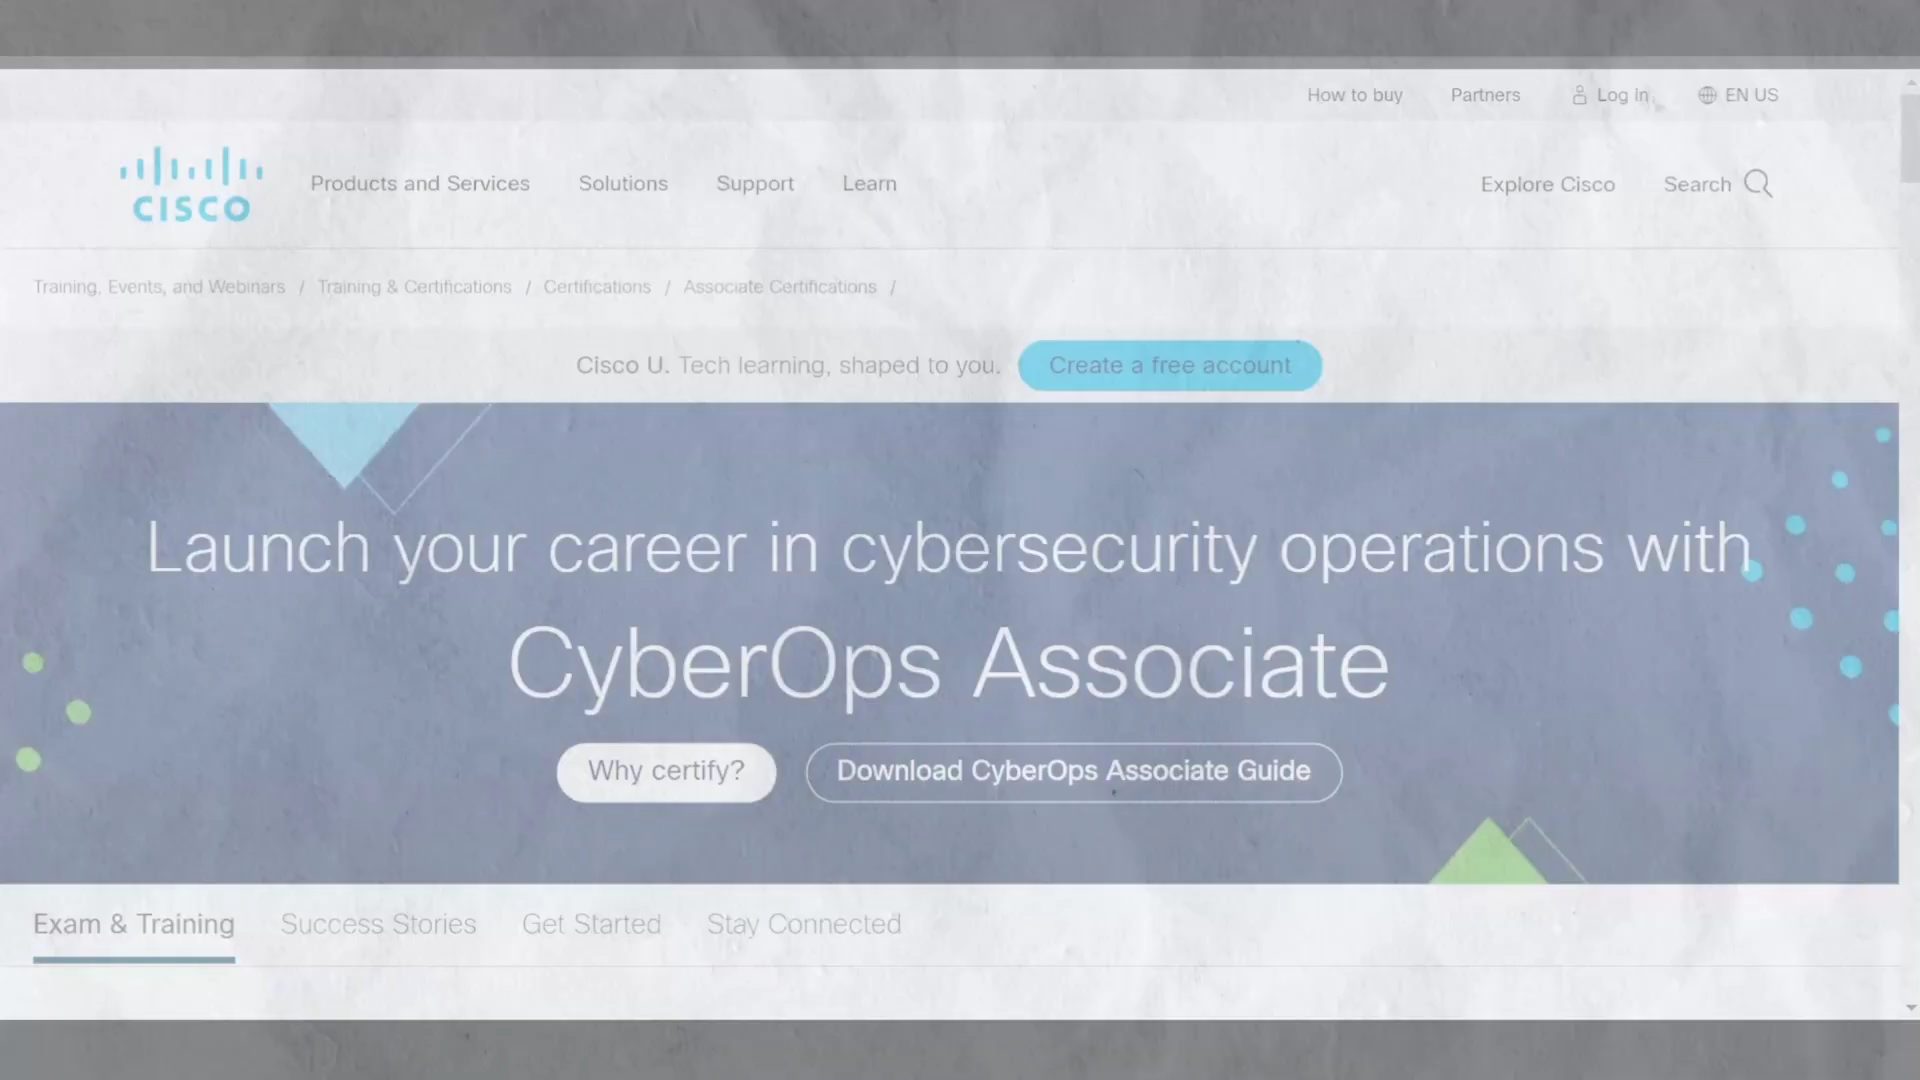 How to buy Partners Log in EN US
CISCO
Products and Services Solutions Support Learn Explore Cisco Search
Training, Events, and Webinars / Training & Certifications / Certifications / Associate Certifications /
Cisco U. Tech learning, shaped to you. Create a free account
Launch your career in cybersecurity operations with
CyberOps Associate
Why certify? Download CyberOps Associate Guide
Exam & Training Success Stories Get Started Stay Connected